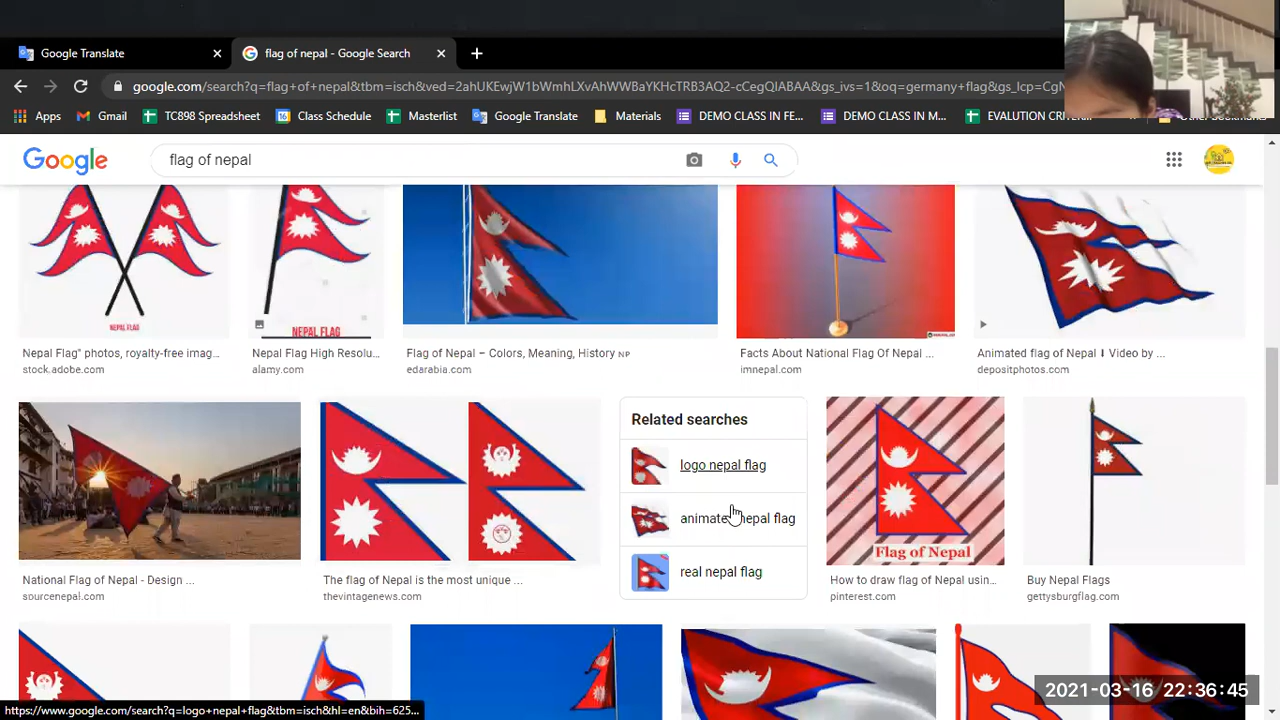 Google Translate
flag of nepal - Google Search
google.com/search?q=flag+of+nepal&tbm=isch&ved=2ahUKEwjW1bWmhLXvAhWWBaYKHcTRB3AQ2-cCegQIABAA&gs_ivs=1&oq=germany+flag&gs_lcp=CgN
Apps
Gmail
TC898 Spreadsheet
Class Schedule
Masterlist
Google Translate
Materials
DEMO CLASS IN FE...
DEMO CLASS IN M...
EVALUTION CRITER...
Google
flag of nepal
NEPAL FLAG
NEPAL FLAG
Nepal Flag" photos, royalty-free imag...
stock.adobe.com
Nepal Flag High Resolu...
alamy.com
Flag of Nepal – Colors, Meaning, History NP
edarabia.com
Facts About National Flag Of Nepal ...
imnepal.com
Animated flag of Nepal ⬇ Video by ...
depositphotos.com
Related searches
logo nepal flag
animated nepal flag
real nepal flag
Flag of Nepal
National Flag of Nepal - Design ...
sourcenepal.com
The flag of Nepal is the most unique ...
thevintagenews.com
How to draw flag of Nepal usin...
pinterest.com
Buy Nepal Flags
gettysburgflag.com
2021-03-16 22:36:45
https://www.google.com/search?q=logo+nepal+flag&tbm=isch&hl=en&bih=625...